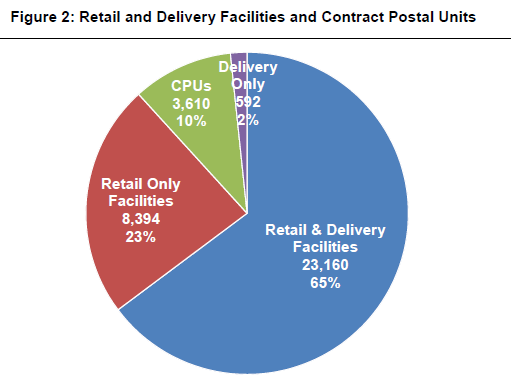 Figure 2: Retail and Delivery Facilities and Contract Postal Units
Delivery
Only
592
2%
CPUs
3,610
10%
Retail Only
Facilities
8,394
23%
Retail & Delivery
Facilities
23,160
65%